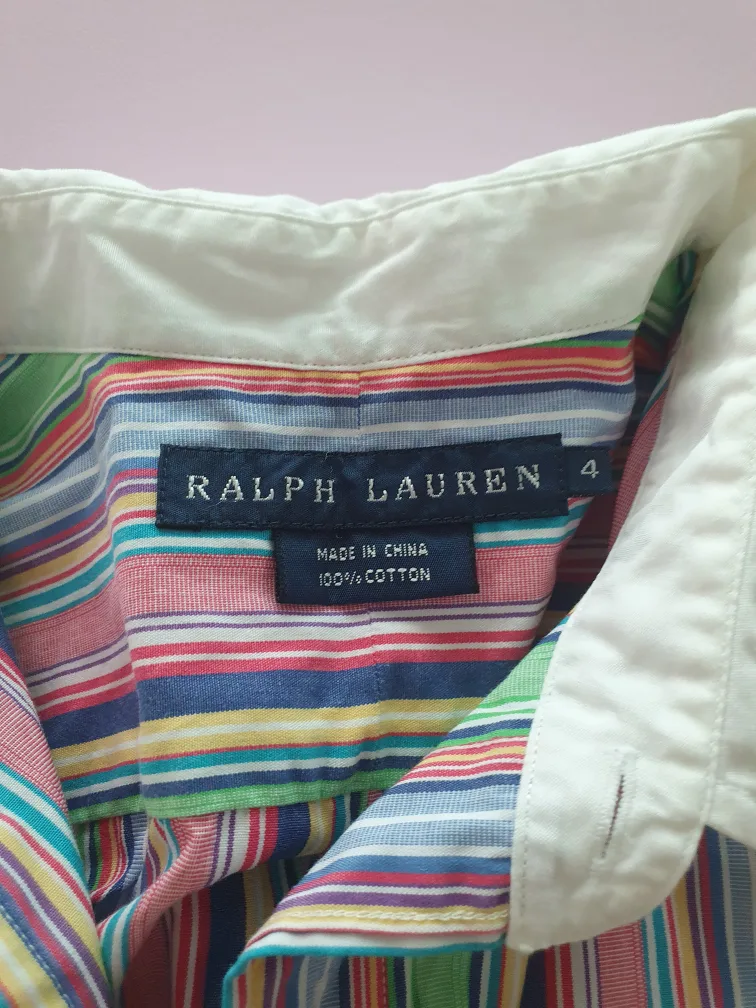 RALPH LAUREN
4
MADE IN CHINA
100% COTTON